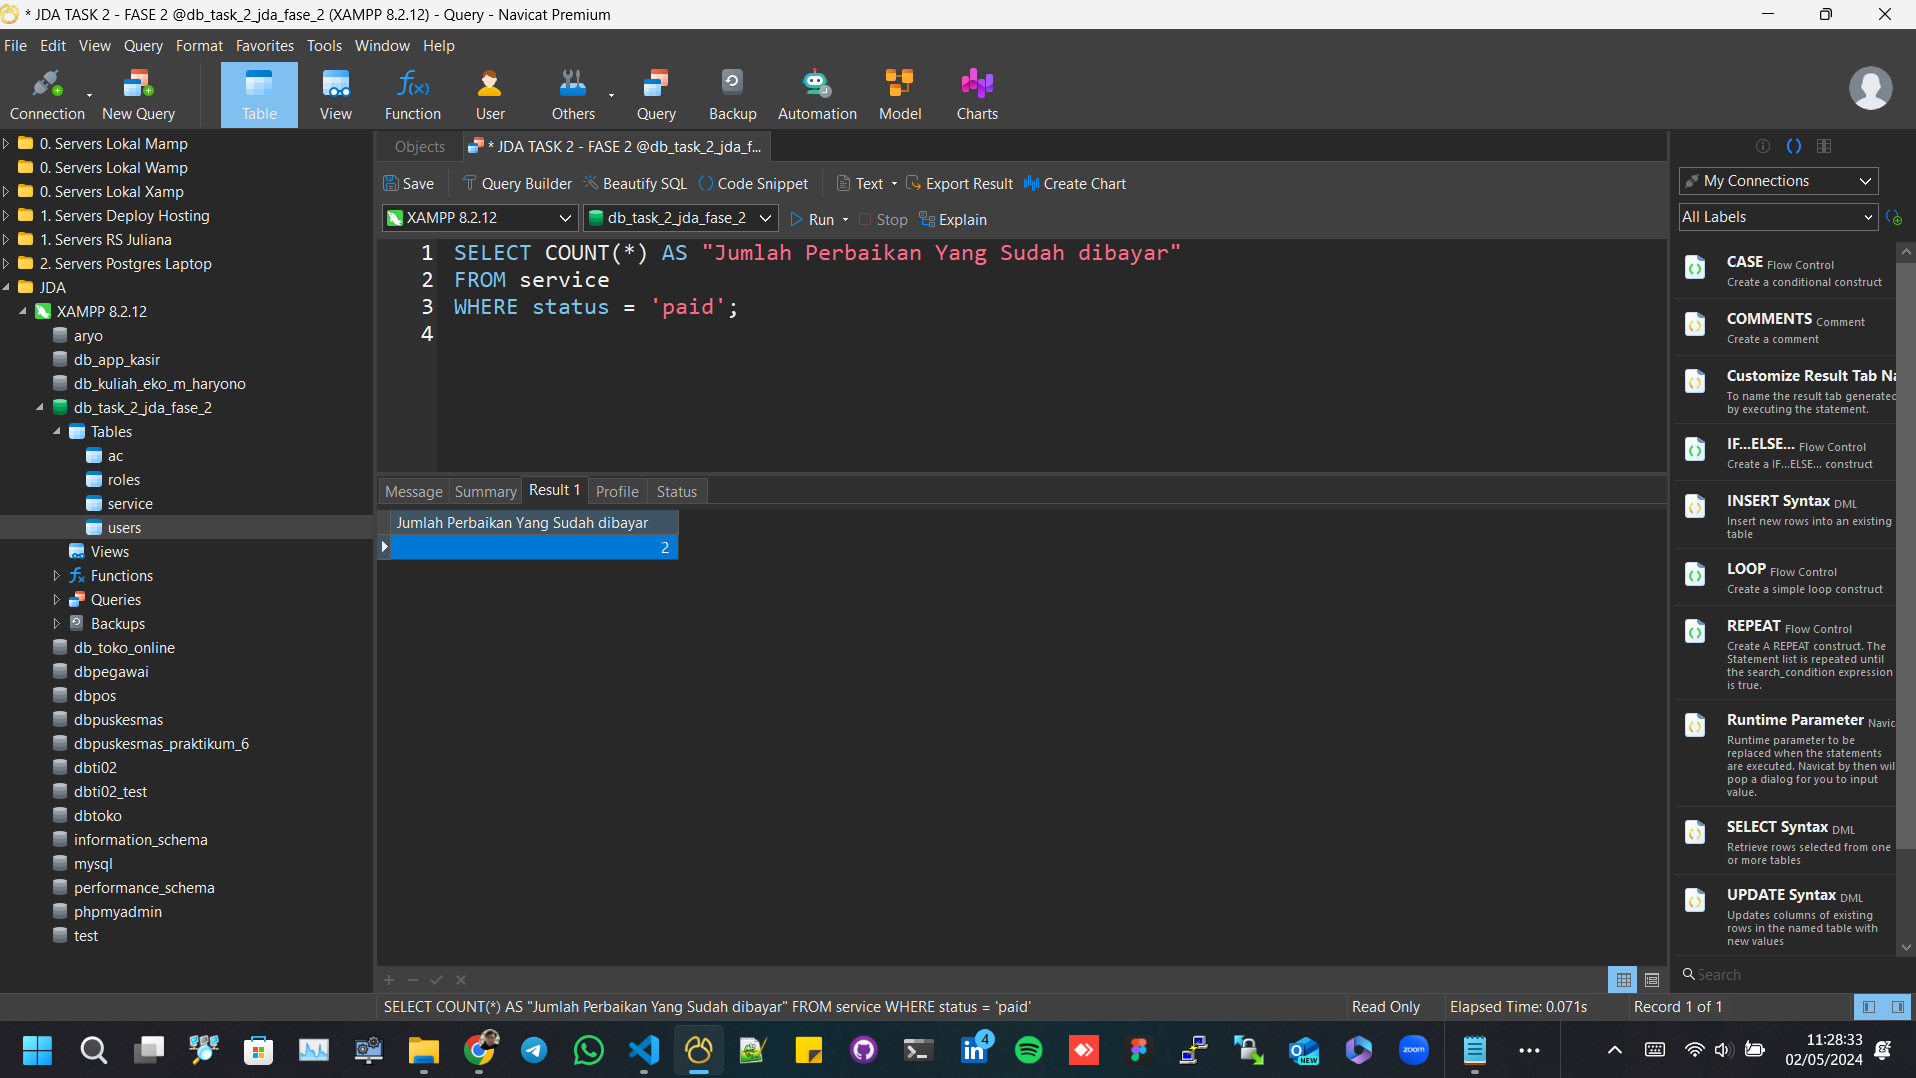 * JDA TASK 2 - FASE 2 @db_task_2_jda_fase_2 (XAMPP 8.2.12) - Query - Navicat Premium
File Edit View Query Format Favorites Tools Window Help
Connection New Query Table View Function User Others Query Backup Automation Model Charts
0. Servers Lokal Mamp
0. Servers Lokal Wamp
0. Servers Lokal Xamp
1. Servers Deploy Hosting
1. Servers RS Juliana
2. Servers Postgres Laptop
JDA
XAMPP 8.2.12
aryo
db_app_kasir
db_kuliah_eko_m_haryono
db_task_2_jda_fase_2
Tables
ac
roles
service
users
Views
Functions
Queries
Backups
db_toko_online
dbpegawai
dbpos
dbpuskesmas
dbpuskesmas_praktikum_6
dbti02
dbti02_test
dbtoko
information_schema
mysql
performance_schema
phpmyadmin
test
Objects * JDA TASK 2 - FASE 2 @db_task_2_jda_f...
Save Query Builder Beautify SQL Code Snippet Text Export Result Create Chart
XAMPP 8.2.12 db_task_2_jda_fase_2 Run Stop Explain
1 SELECT COUNT(*) AS "Jumlah Perbaikan Yang Sudah dibayar"
2 FROM service
3 WHERE status = 'paid';
4
Message Summary Result 1 Profile Status
Jumlah Perbaikan Yang Sudah dibayar
2
SELECT COUNT(*) AS "Jumlah Perbaikan Yang Sudah dibayar" FROM service WHERE status = 'paid' Read Only Elapsed Time: 0.071s Record 1 of 1
My Connections
All Labels
CASE Flow Control
Create a conditional construct
COMMENTS Comment
Create a comment
Customize Result Tab Na
To name the result tab generated
by executing the statement.
IF...ELSE... Flow Control
Create a IF...ELSE... construct
INSERT Syntax DML
Insert new rows into an existing
table
LOOP Flow Control
Create a simple loop construct
REPEAT Flow Control
Create A REPEAT construct. The
Statement list is repeated until
the search_condition expression
is true.
Runtime Parameter Navic
Runtime parameter to be
replaced when the statements
are executed. Navicat by then wil
pop a dialog for you to input
value.
SELECT Syntax DML
Retrieve rows selected from one
or more tables
UPDATE Syntax DML
Updates columns of existing
rows in the named table with
new values
Search
4
NEW
zoom
11:28:33
02/05/2024